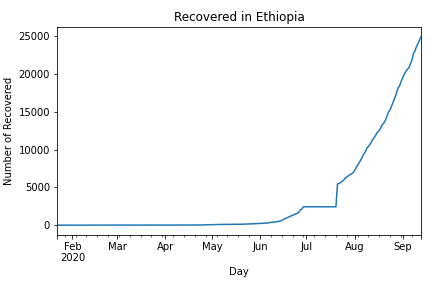 Recovered in Ethiopia
25000
20000
15000
10000
5000
0
Number of Recovered
Feb Mar Apr May Jun Jul Aug Sep
2020
Day